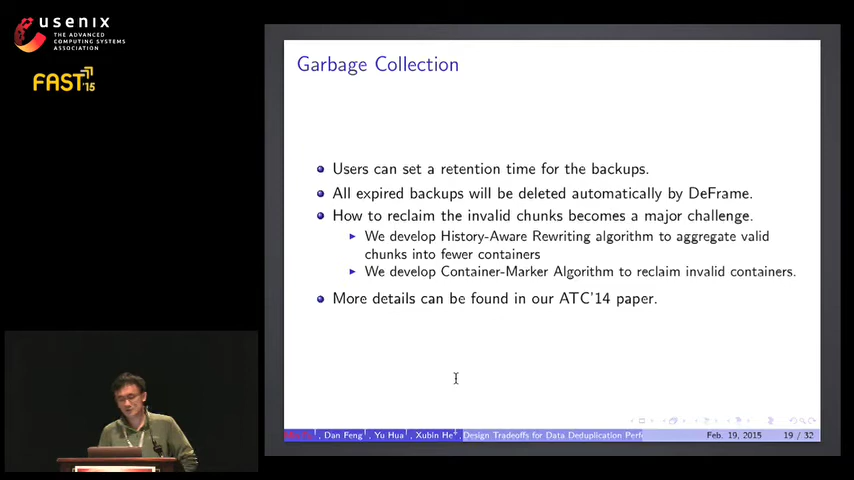 usenix
THE ADVANCED
COMPUTING SYSTEMS
ASSOCIATION
FAST '15
Garbage Collection
Users can set a retention time for the backups.
All expired backups will be deleted automatically by DeFrame.
How to reclaim the invalid chunks becomes a major challenge.
We develop History-Aware Rewriting algorithm to aggregate valid
chunks into fewer containers
We develop Container-Marker Algorithm to reclaim invalid containers.
More details can be found in our ATC'14 paper.
, Dan Feng†, Yu Hua†, Xubin He‡, Design Tradeoffs for Data Deduplication Perf Feb. 19, 2015 19 / 32